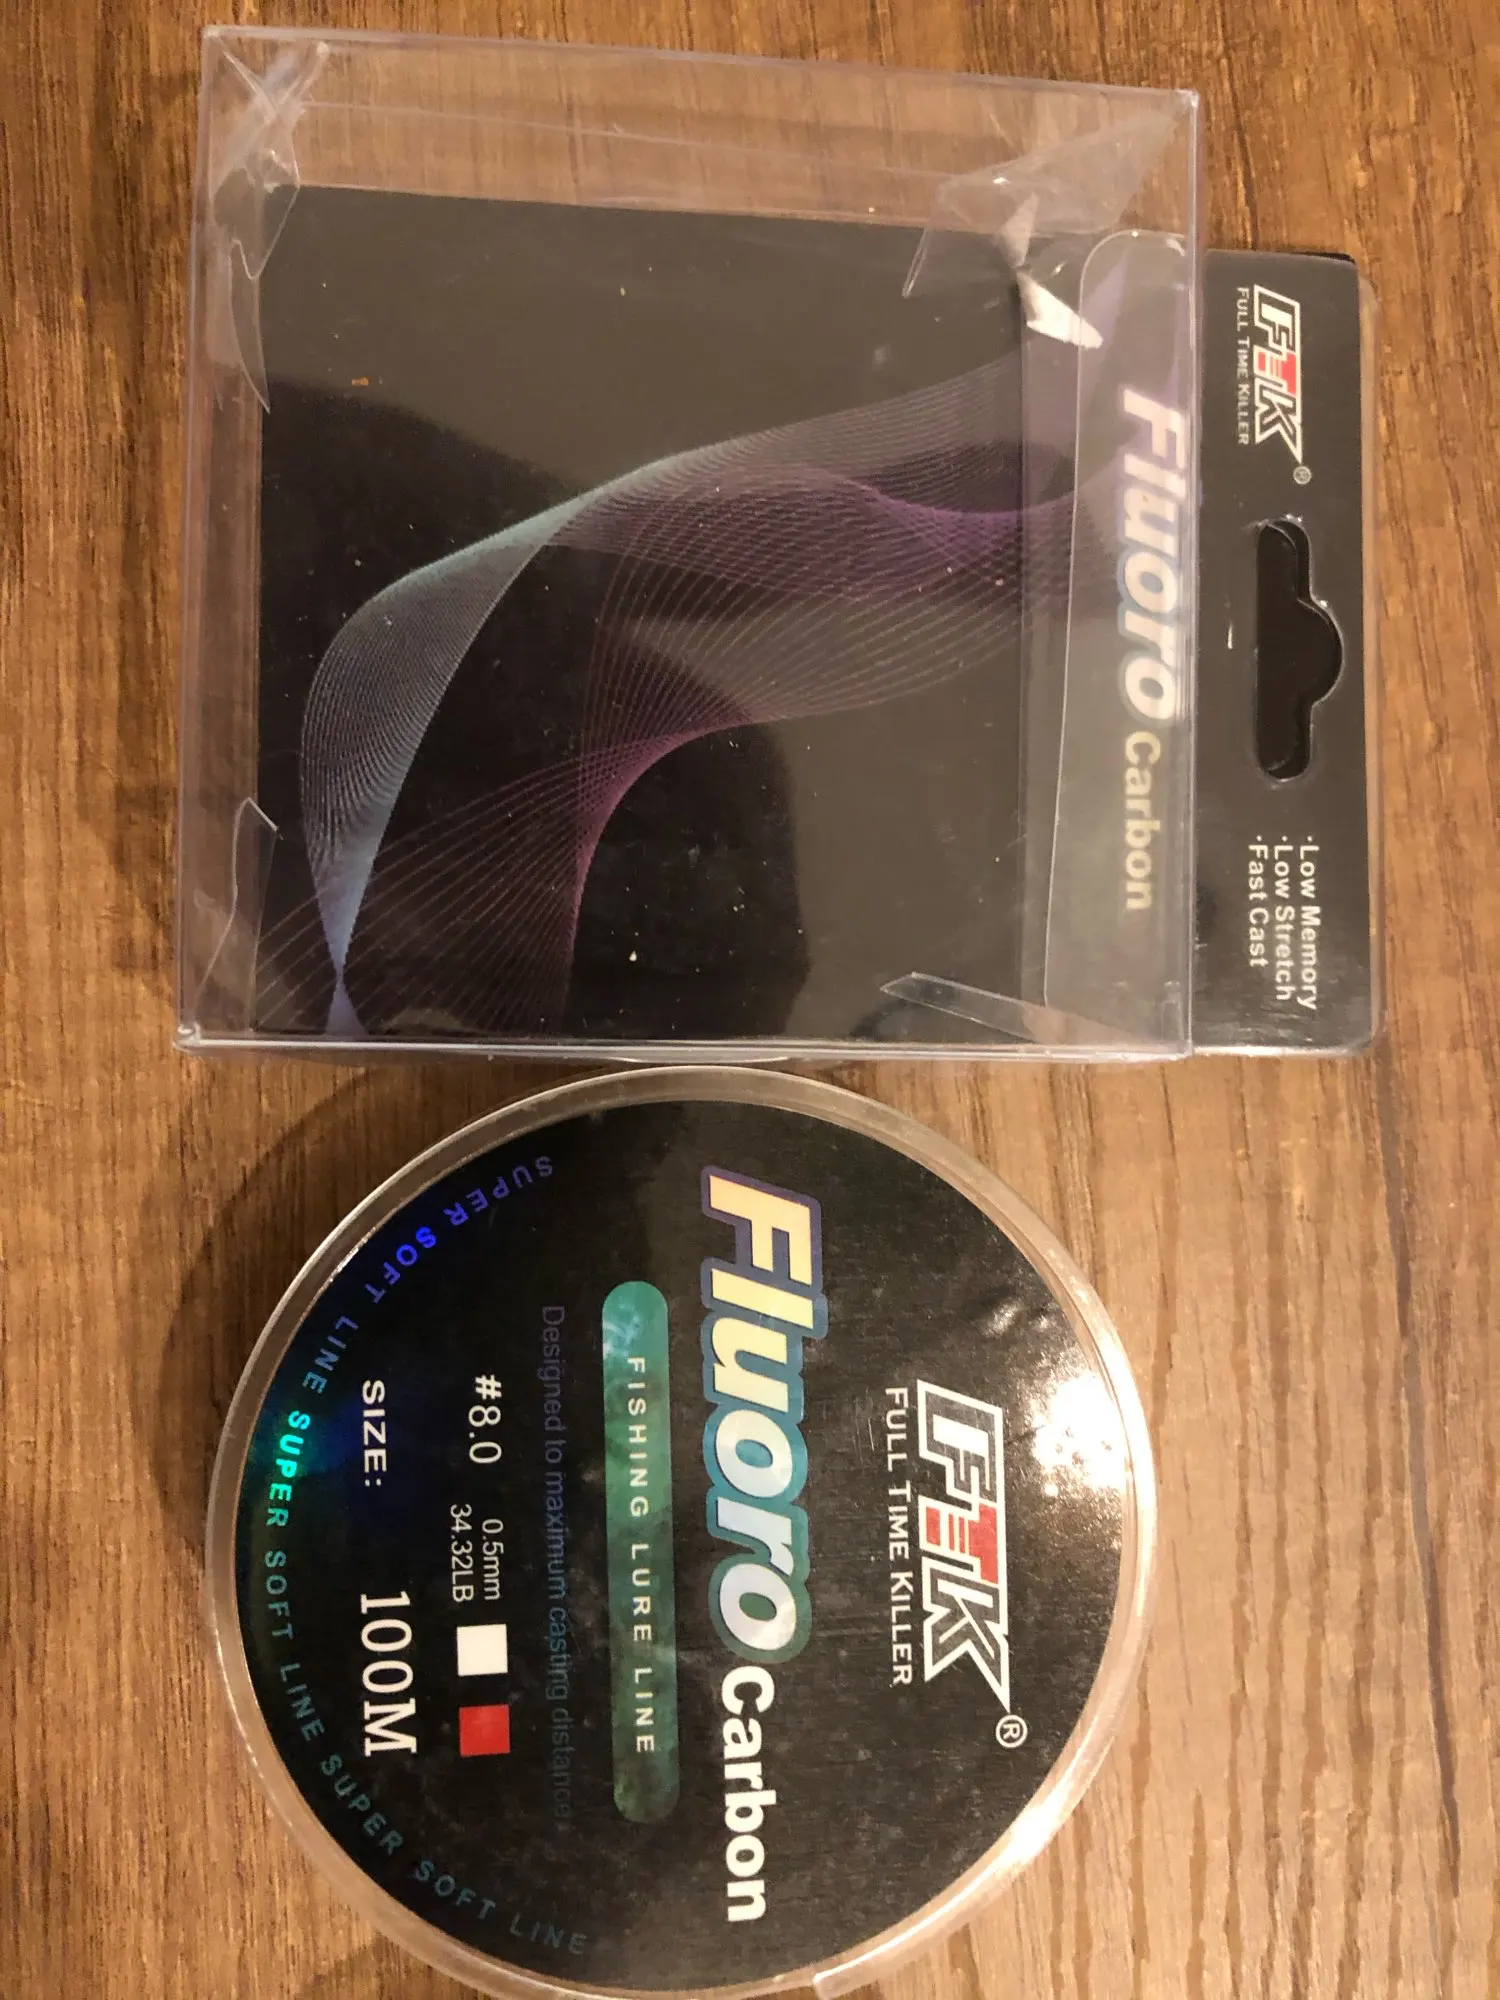 FTK®
FULL TIME KILLER
·Low Memory
·Low Stretch
·Fast Cast
Fluoro Carbon
FTK®
FULL TIME KILLER
Fluoro Carbon
FISHING LURE LINE
Designed to maximum casting distance
#8.0
0.5mm
34.32LB
SIZE:
100M
SUPER SOFT LINE SUPER SOFT LINE SUPER SOFT LINE